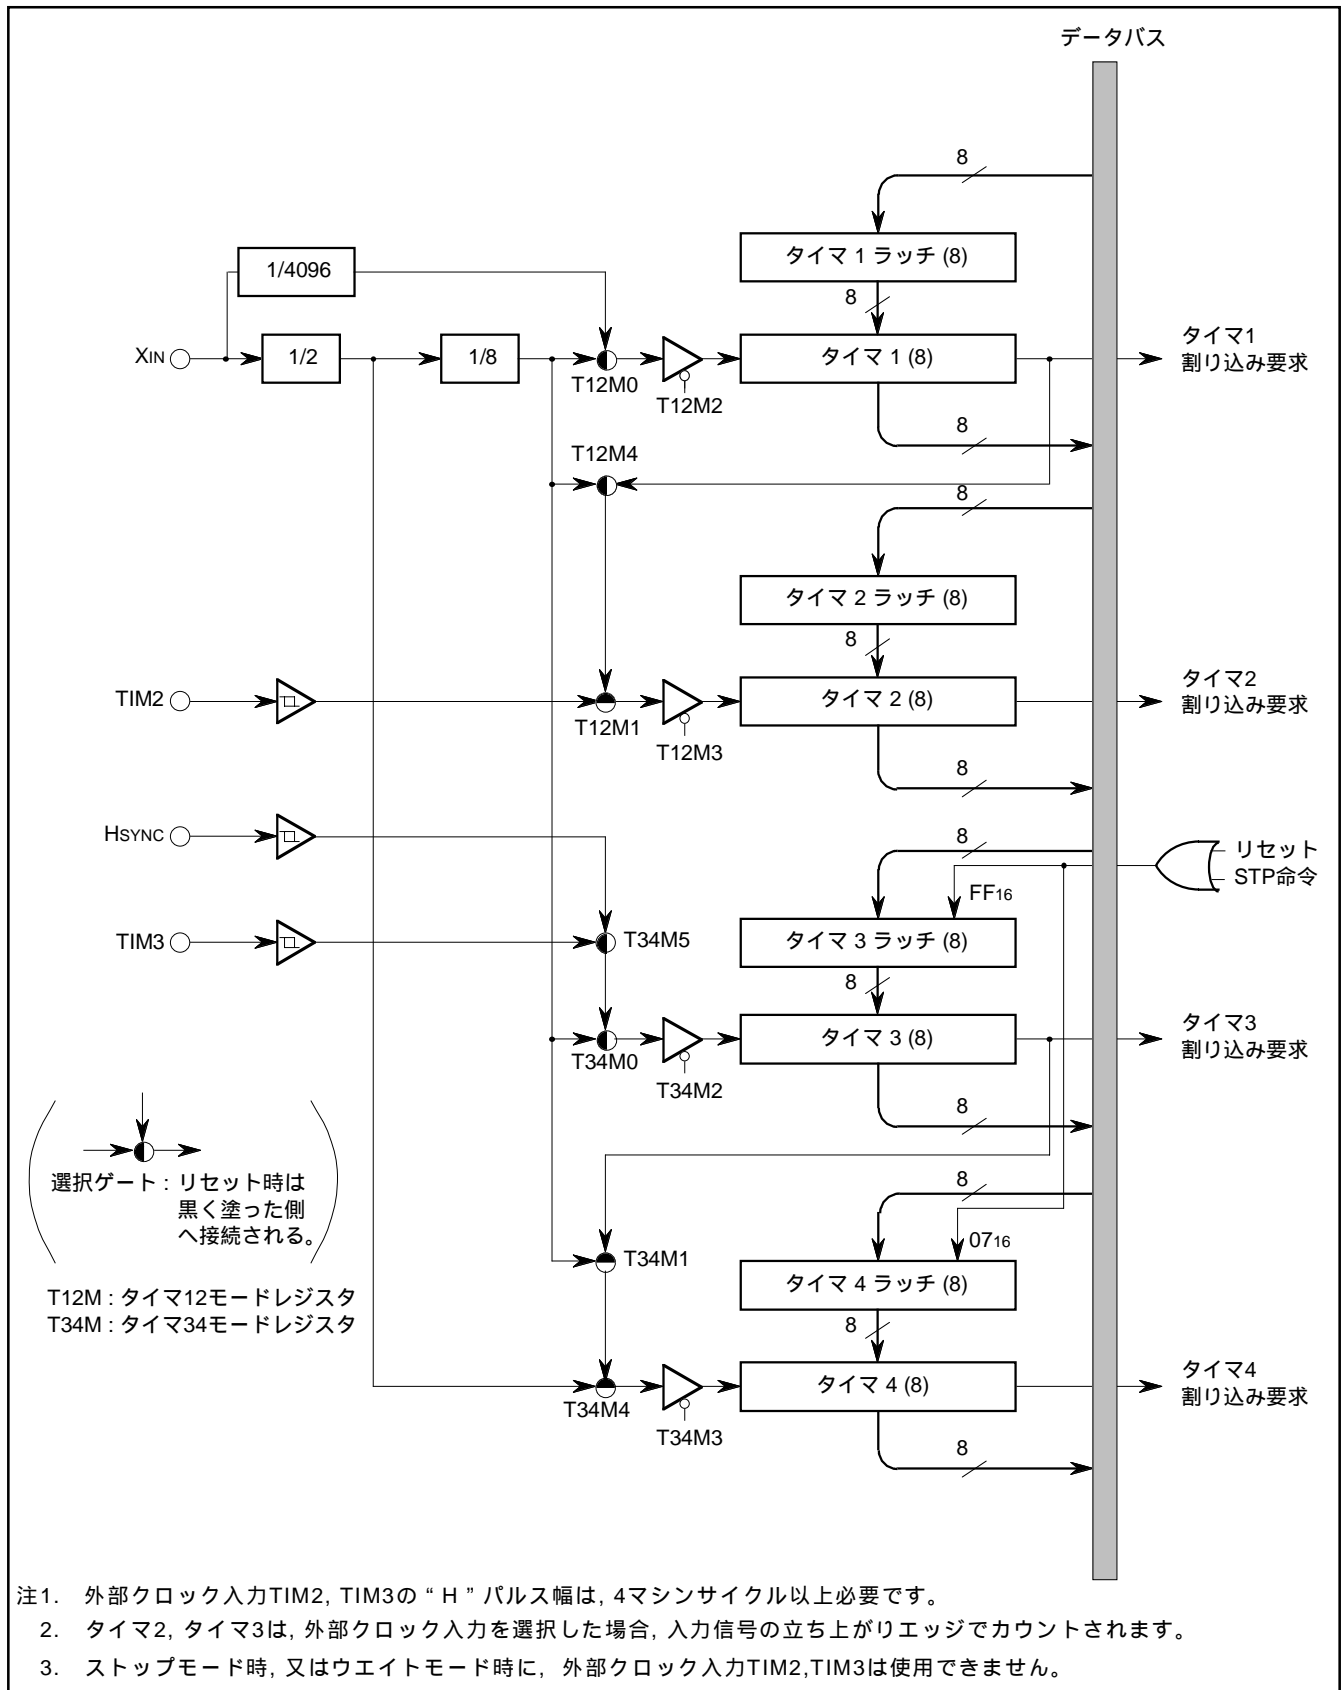 データバス
8
タイマ 1 ラッチ (8)
1/4096
8
XIN
1/2
1/8
T12M0
T12M2
タイマ 1 (8)
タイマ1
割り込み要求
8
T12M4
8
タイマ 2 ラッチ (8)
8
TIM2
T12M1
T12M3
タイマ 2 (8)
タイマ2
割り込み要求
8
HSYNC
8
リセット
STP命令
FF16
TIM3
T34M5
タイマ 3 ラッチ (8)
8
T34M0
T34M2
タイマ 3 (8)
タイマ3
割り込み要求
8
選択ゲート : リセット時は
黒く塗った側
へ接続される。
8
0716
T34M1
タイマ 4 ラッチ (8)
T12M : タイマ12モードレジスタ
T34M : タイマ34モードレジスタ
8
T34M4
T34M3
タイマ 4 (8)
タイマ4
割り込み要求
8
注1. 外部クロック入力TIM2, TIM3の “ H ” パルス幅は, 4マシンサイクル以上必要です。
2. タイマ2, タイマ3は, 外部クロック入力を選択した場合, 入力信号の立ち上がりエッジでカウントされます。
3. ストップモード時, 又はウエイトモード時に, 外部クロック入力TIM2,TIM3は使用できません。